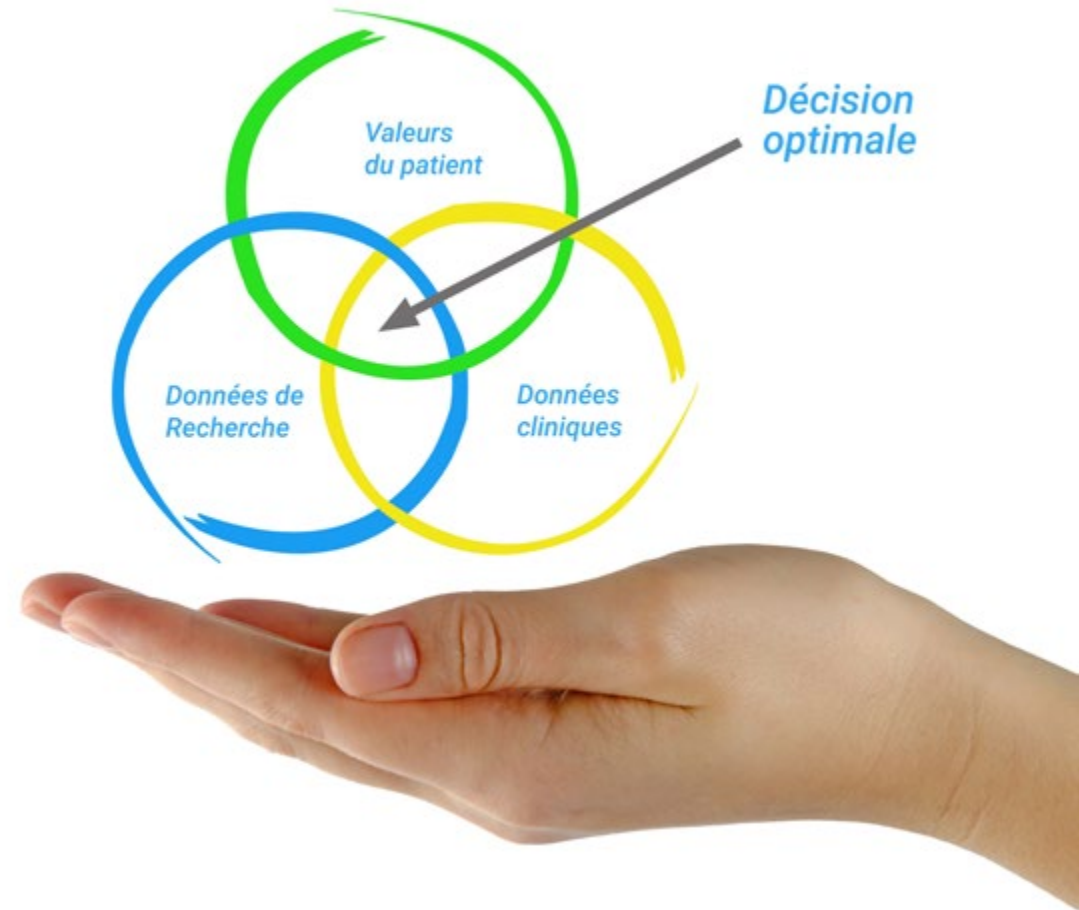 Valeurs
du patient
Décision
optimale
Données de
Recherche
Données
cliniques